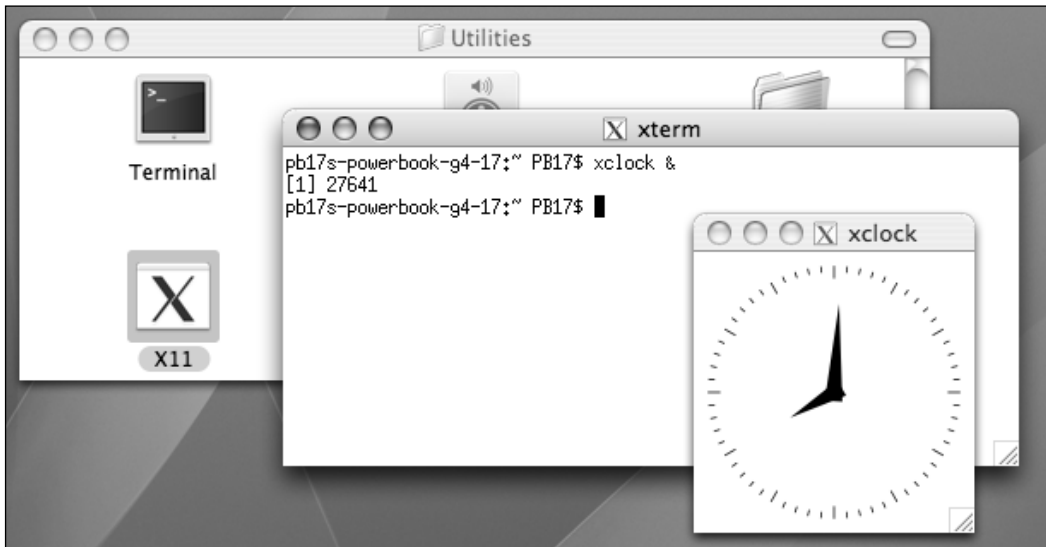 Utilities
Terminal
xterm
pb17s-powerbook-g4-17:~ PB17$ xclock &
[1] 27641
pb17s-powerbook-g4-17:~ PB17$
xclock
X11